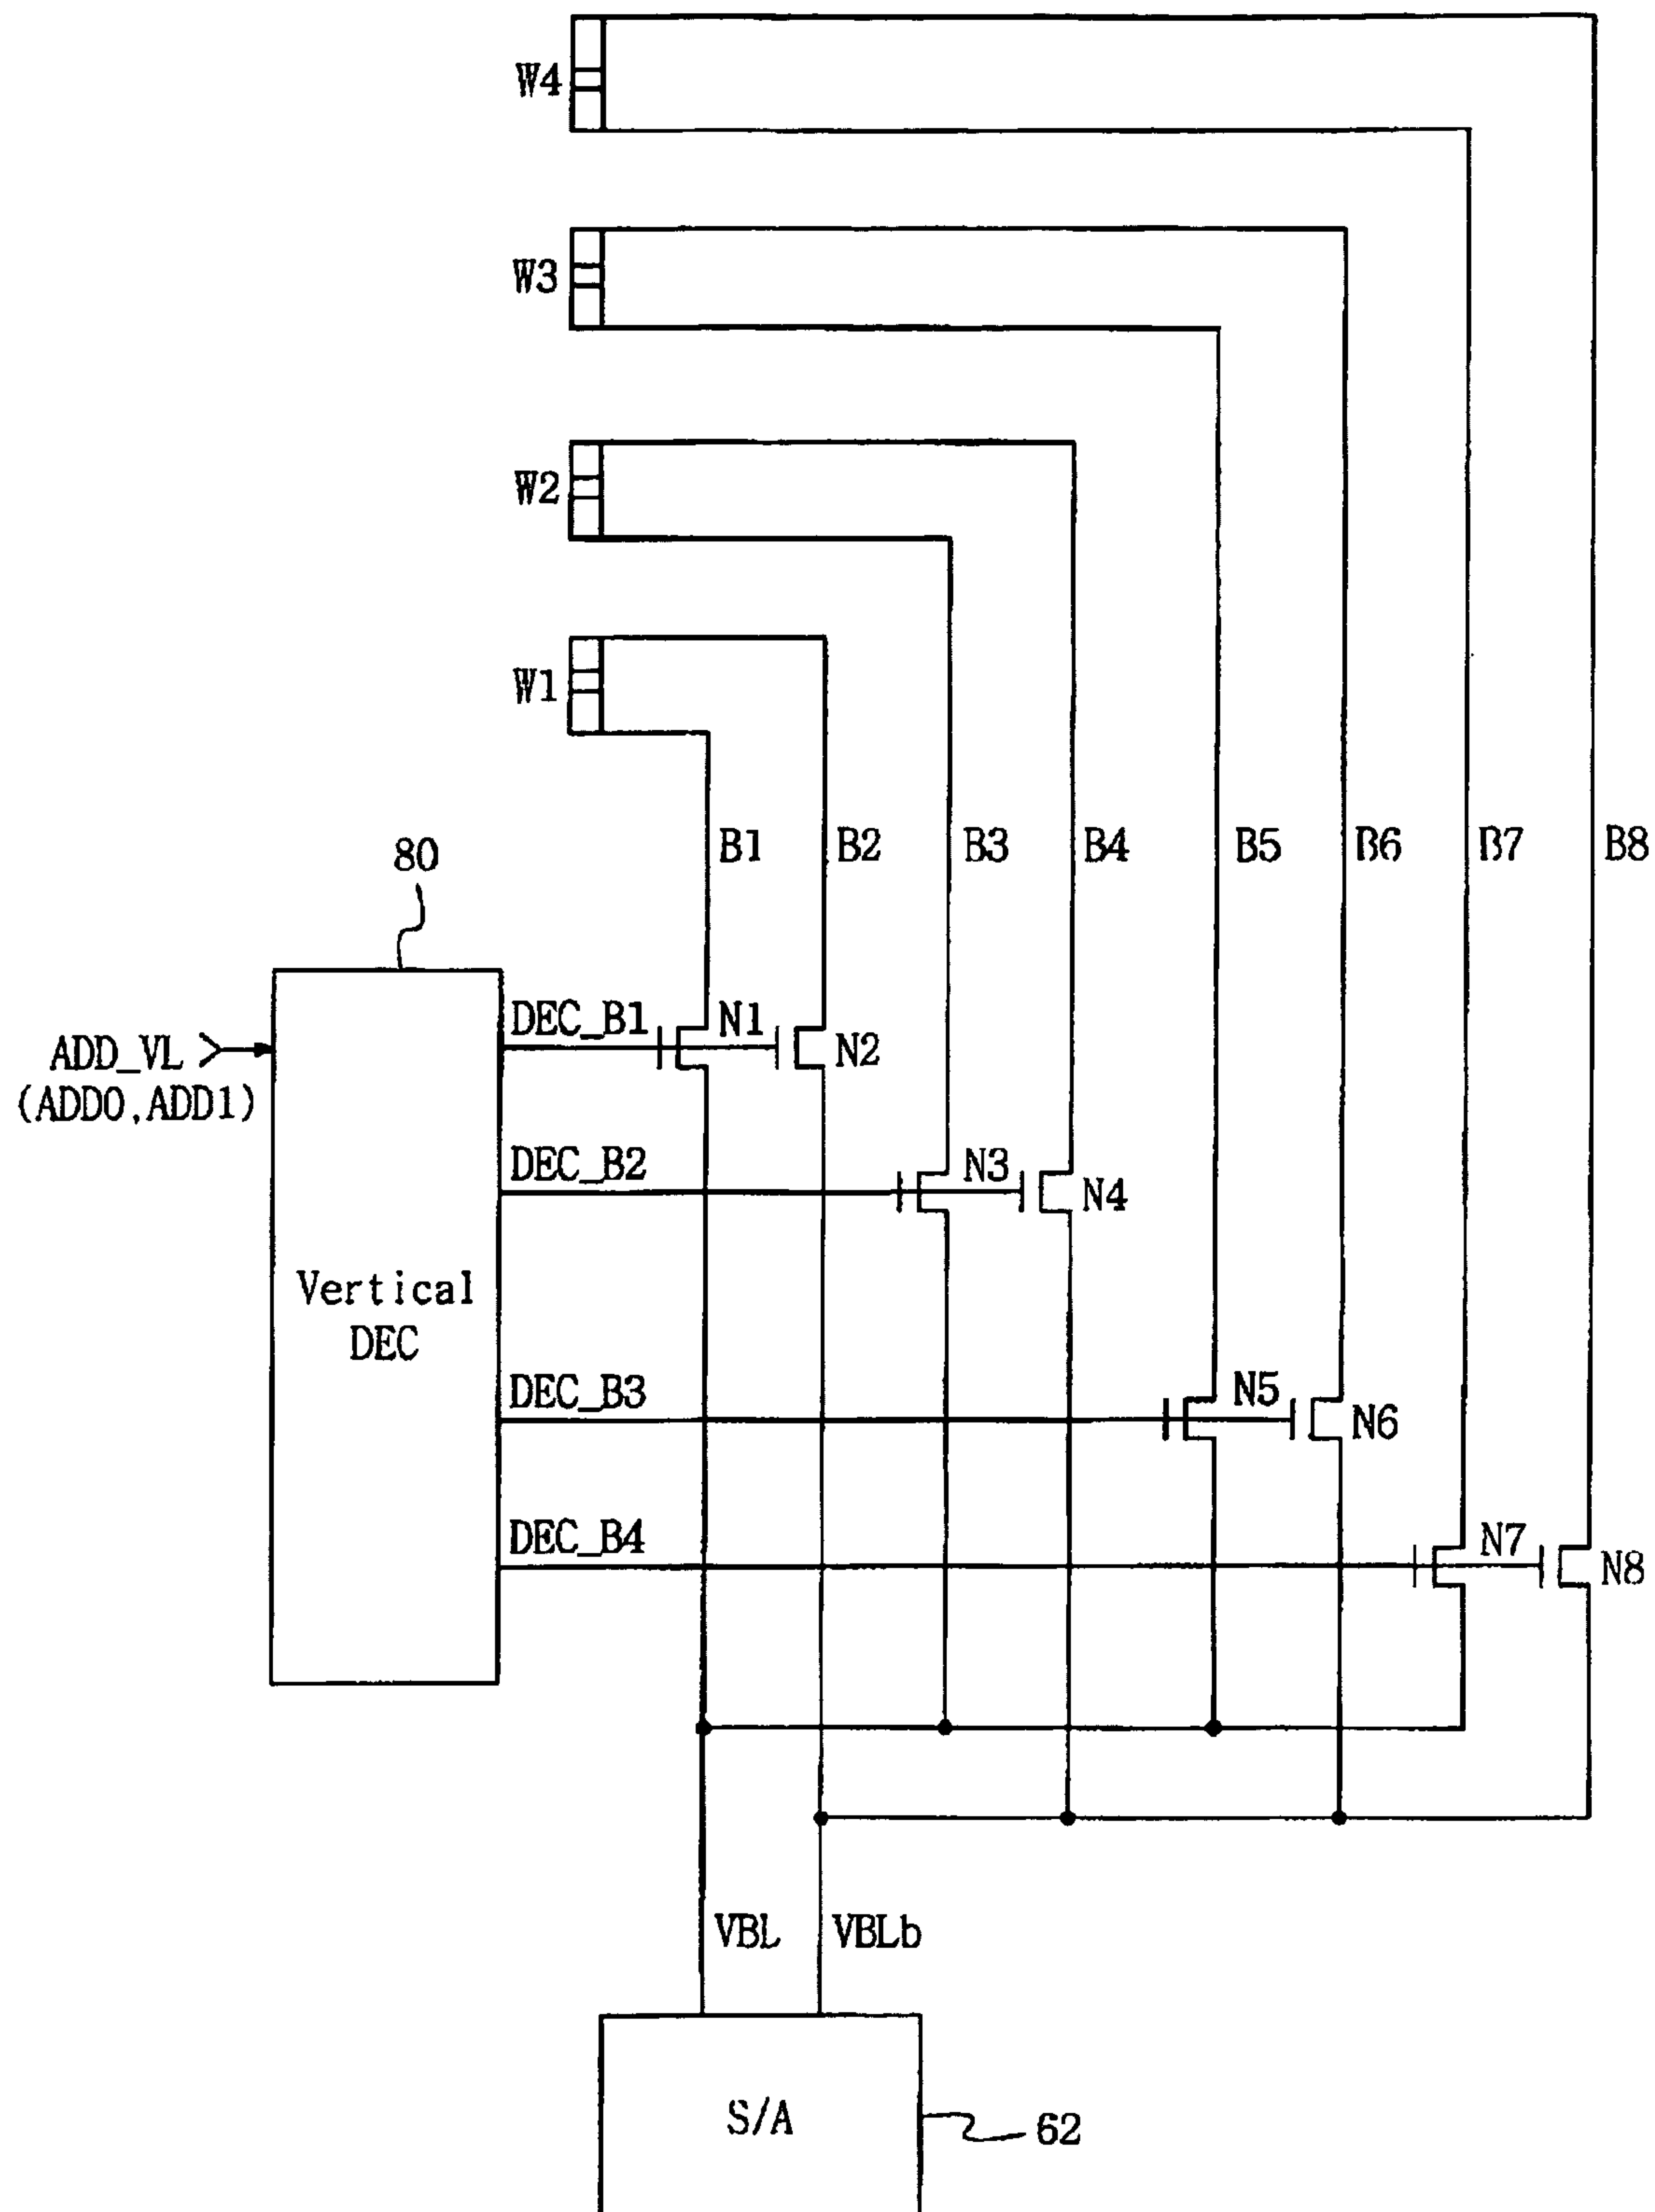 W4
W3
W2
W1
B1 B2 B3 B4 B5 B6 B7 B8
80
DEC_B1 N1 N2
ADD_VL
(ADD0,ADD1)
DEC_B2 N3 N4
Vertical
DEC
DEC_B3 N5 N6
DEC_B4 N7 N8
VBL VBLb
S/A
62